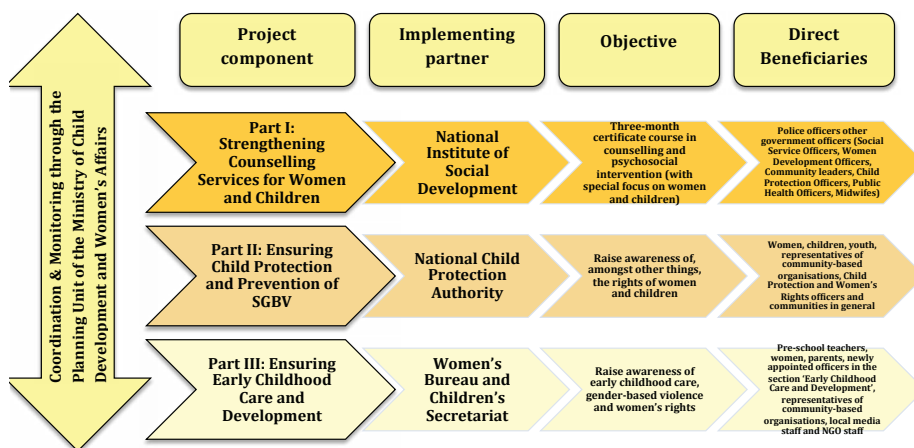 Coordination & Monitoring through the
Planning Unit of the Ministry of Child
Development and Women's Affairs
Project
component
Implementing
partner
Objective
Direct
Beneficiaries
Part I:
Strengthening
Counselling
Services for Women
and Children
National
Institute of
Social
Development
Three-month
certificate course in
counselling and
psychosocial
intervention (with
special focus on women
and children)
Police officers other
government officers (Social
Service Officers, Women
Development Officers,
Community leaders, Child
Protection Officers, Public
Health Officers, Midwifes)
Part II: Ensuring
Child Protection
and Prevention of
SGBV
National Child
Protection
Authority
Raise awareness of,
amongst other things,
the rights of women
and children
Women, children, youth,
representatives of
community-based
organisations, Child
Protection and Women's
Rights officers and
communities in general
Part III: Ensuring
Early Childhood
Care and
Development
Women's
Bureau and
Children's
Secretariat
Raise awareness of
early childhood care,
gender-based violence
and women's rights
Pre-school teachers,
women, parents, newly
appointed officers in the
section 'Early Childhood
Care and Development',
representatives of
community-based
organisations, local media
staff and NGO staff